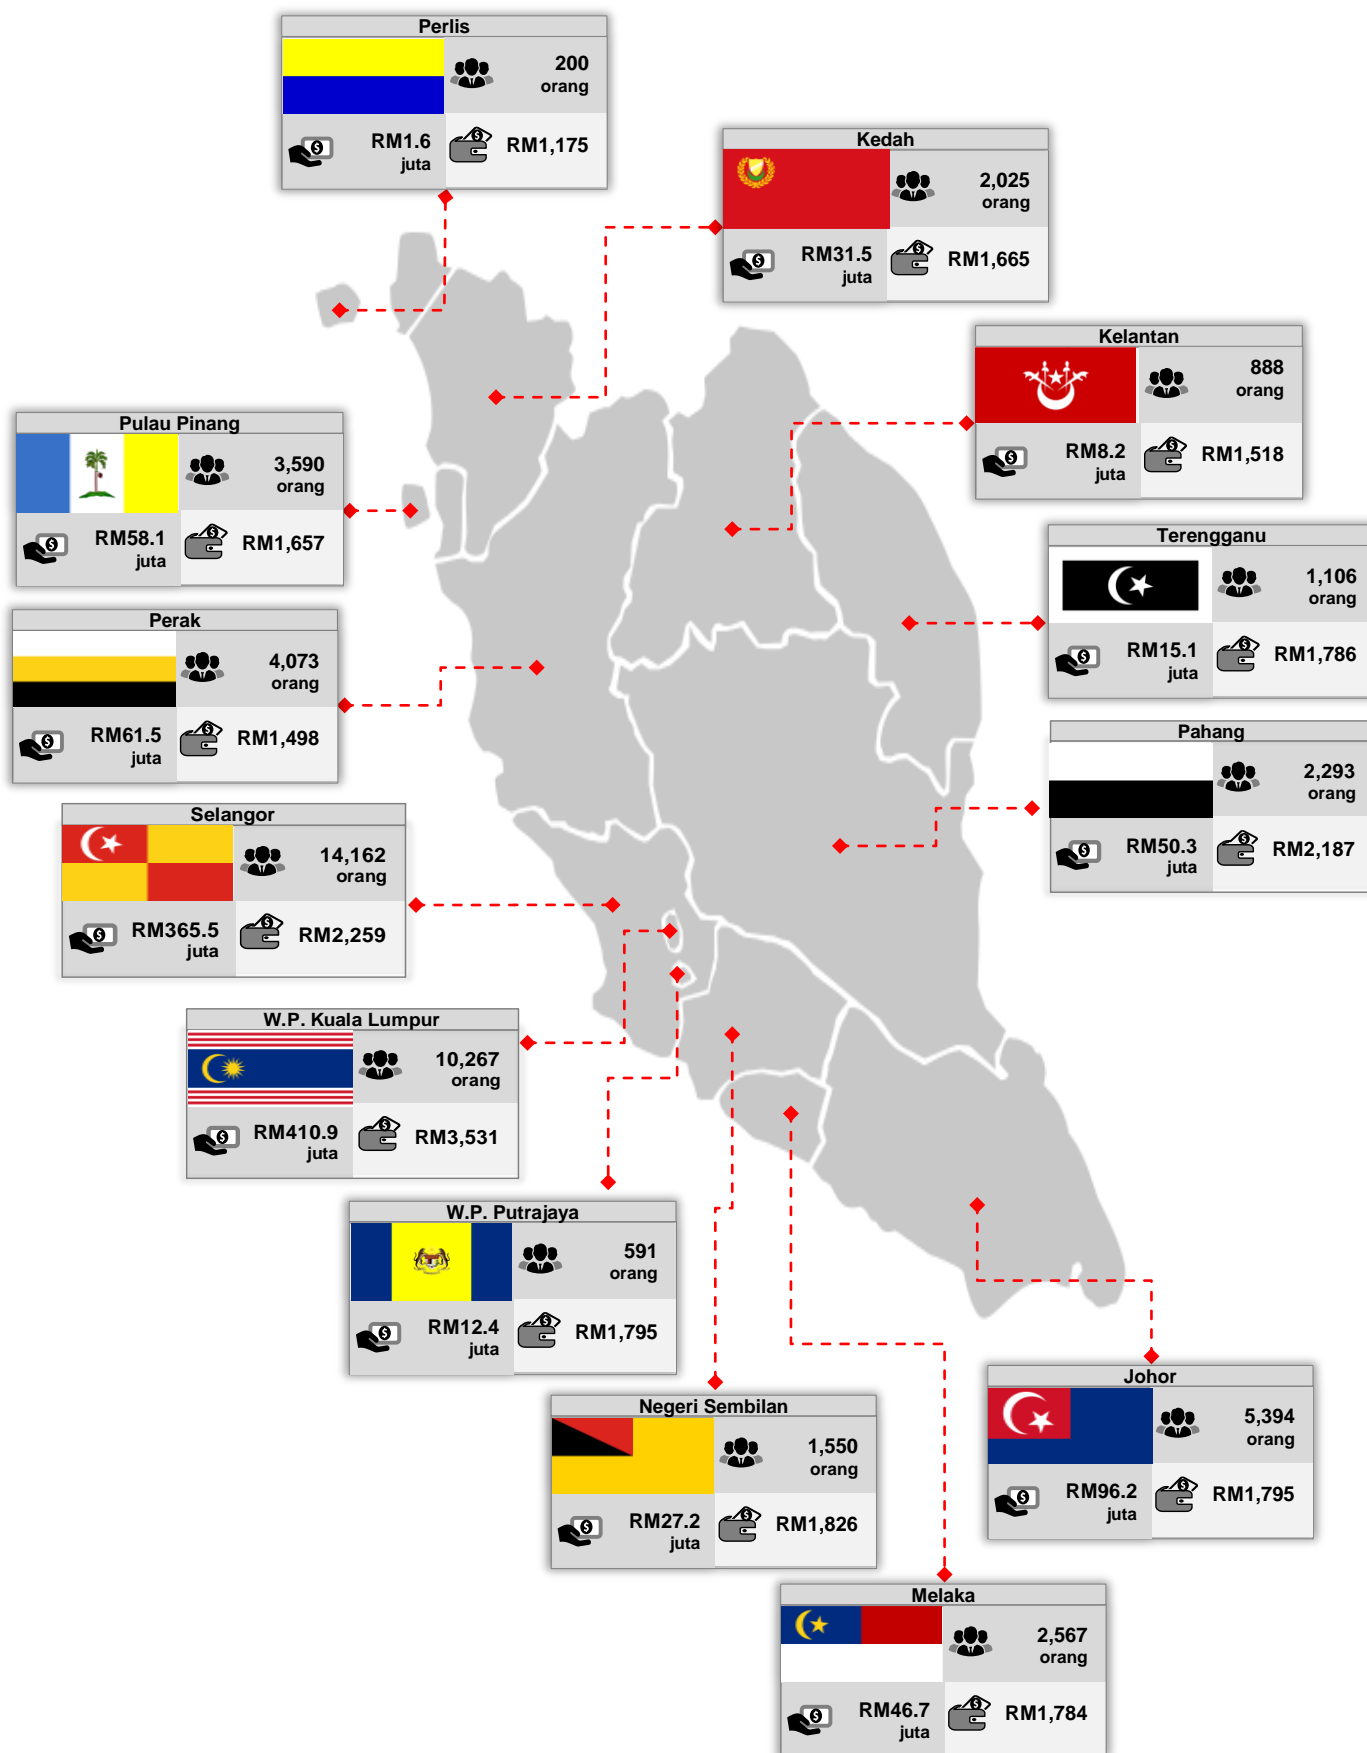 Perlis
200
orang
RM1.6
juta
RM1,175
Kedah
2,025
orang
RM31.5
juta
RM1,665
Kelantan
888
orang
RM8.2
juta
RM1,518
Pulau Pinang
3,590
orang
RM58.1
juta
RM1,657
Terengganu
1,106
orang
RM15.1
juta
RM1,786
Perak
4,073
orang
RM61.5
juta
RM1,498
Pahang
2,293
orang
RM50.3
juta
RM2,187
Selangor
14,162
orang
RM365.5
juta
RM2,259
W.P. Kuala Lumpur
10,267
orang
RM410.9
juta
RM3,531
W.P. Putrajaya
591
orang
RM12.4
juta
RM1,795
Negeri Sembilan
1,550
orang
RM27.2
juta
RM1,826
Johor
5,394
orang
RM96.2
juta
RM1,795
Melaka
2,567
orang
RM46.7
juta
RM1,784